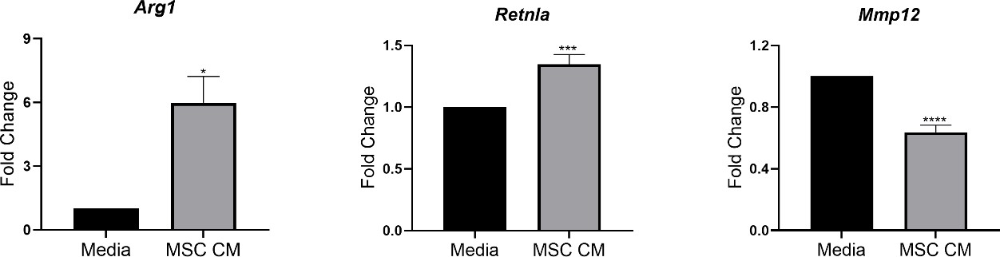 Arg1
Fold Change
9
6
3
0
*
Media
MSC CM
Retnla
Fold Change
1.5
1.0
0.5
0.0
***
Media
MSC CM
Mmp12
Fold Change
1.2
0.8
0.4
0.0
****
Media
MSC CM